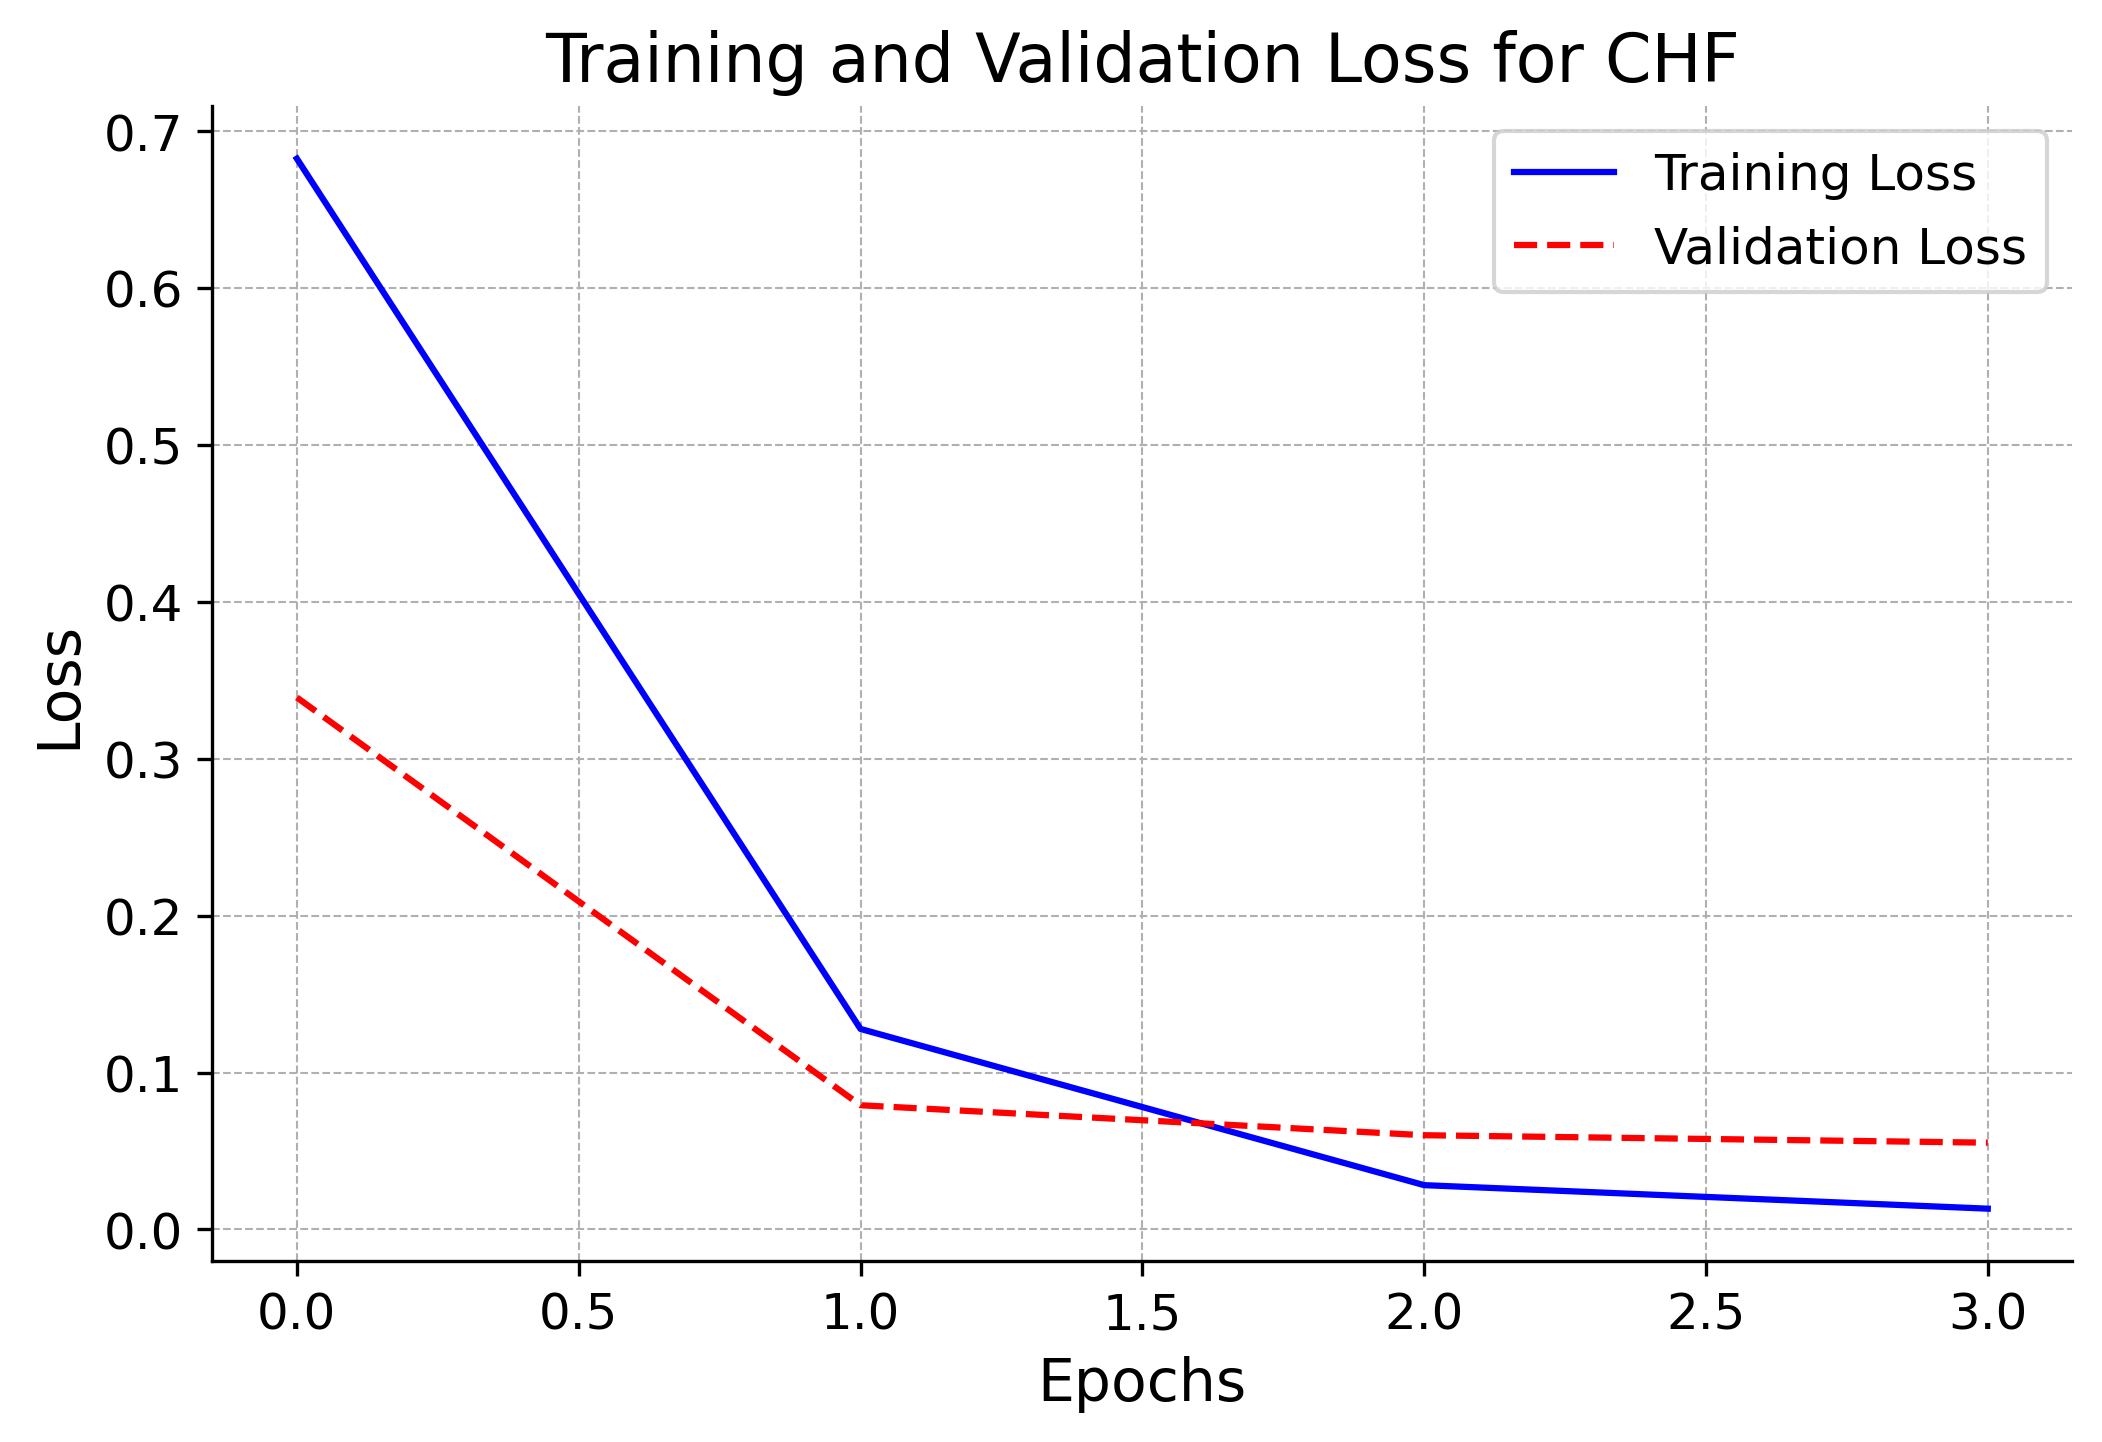 Training and Validation Loss for CHF
Training Loss
Validation Loss
0.7
0.6
0.5
0.4
0.3
0.2
0.1
0.0
Loss
0.0 0.5 1.0 1.5 2.0 2.5 3.0
Epochs